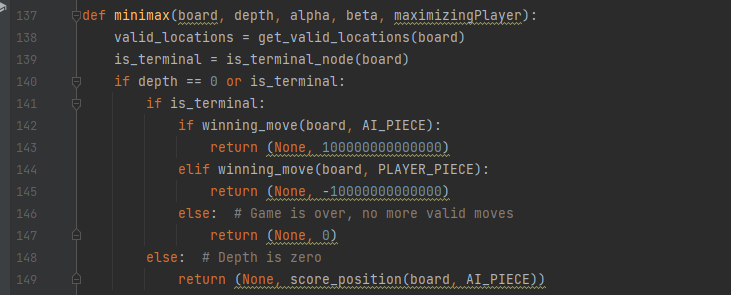 137 def minimax(board, depth, alpha, beta, maximizingPlayer):
138     valid_locations = get_valid_locations(board)
139     is_terminal = is_terminal_node(board)
140     if depth == 0 or is_terminal:
141         if is_terminal:
142             if winning_move(board, AI_PIECE):
143                 return (None, 100000000000000)
144             elif winning_move(board, PLAYER_PIECE):
145                 return (None, -10000000000000)
146             else:  # Game is over, no more valid moves
147                 return (None, 0)
148         else:  # Depth is zero
149             return (None, score_position(board, AI_PIECE))